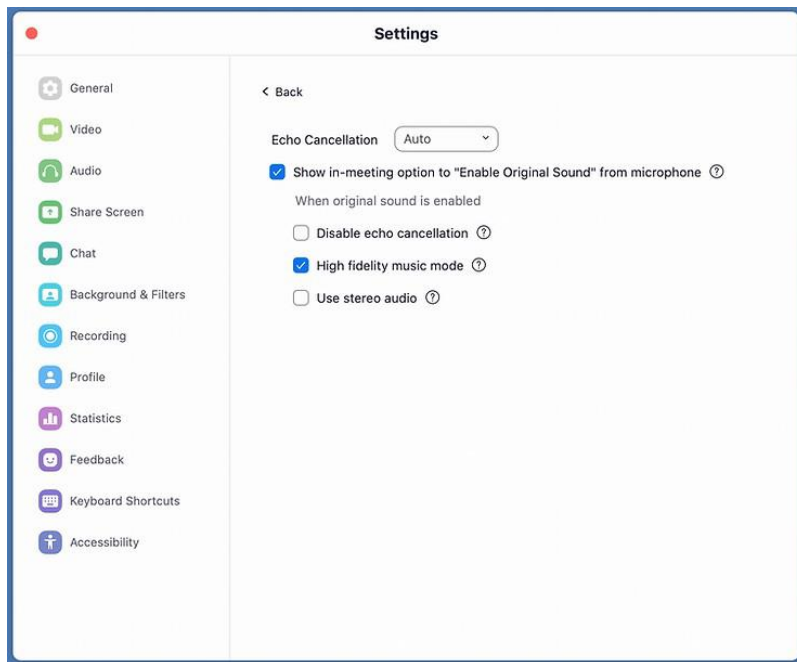 Settings
General
Video
Audio
Share Screen
Chat
Background & Filters
Recording
Profile
Statistics
Feedback
Keyboard Shortcuts
Accessibility
Back
Echo Cancellation Auto
Show in-meeting option to "Enable Original Sound" from microphone ?
When original sound is enabled
Disable echo cancellation ?
High fidelity music mode ?
Use stereo audio ?